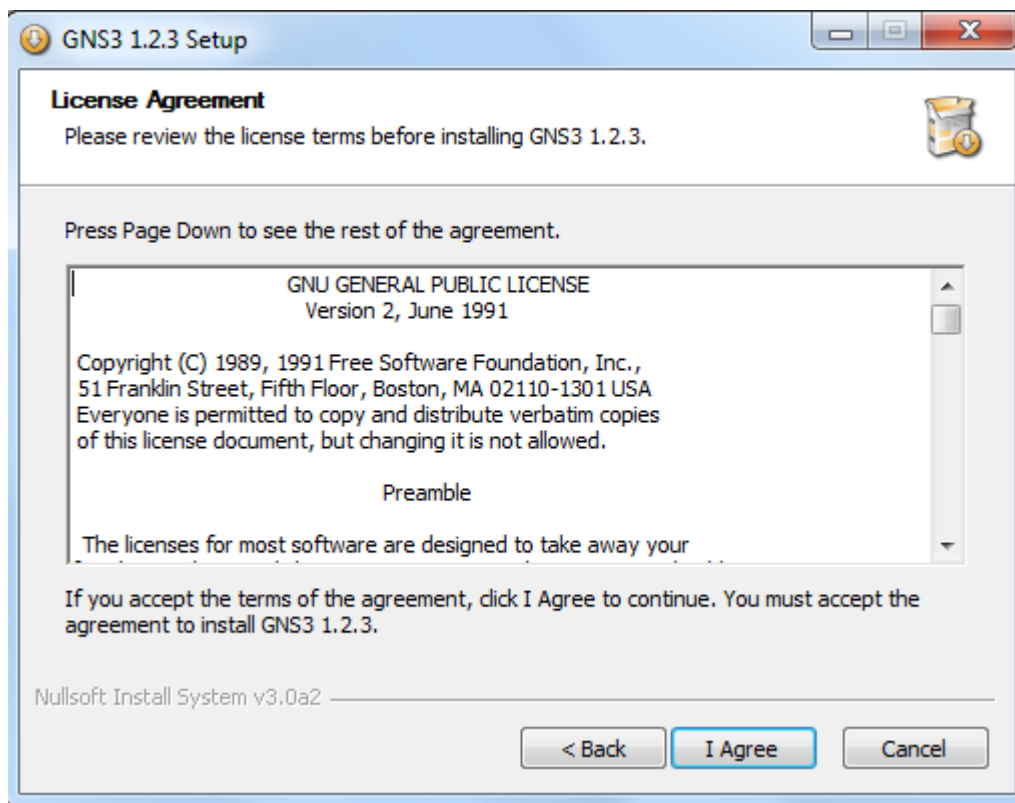 GNS3 1.2.3 Setup
License Agreement
Please review the license terms before installing GNS3 1.2.3.
Press Page Down to see the rest of the agreement.
GNU GENERAL PUBLIC LICENSE
Version 2, June 1991
Copyright (C) 1989, 1991 Free Software Foundation, Inc.,
51 Franklin Street, Fifth Floor, Boston, MA 02110-1301 USA
Everyone is permitted to copy and distribute verbatim copies
of this license document, but changing it is not allowed.
Preamble
The licenses for most software are designed to take away your
If you accept the terms of the agreement, click I Agree to continue. You must accept the
agreement to install GNS3 1.2.3.
Nullsoft Install System v3.0a2
< Back I Agree Cancel